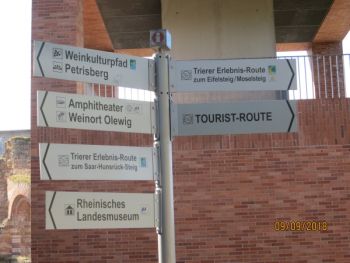 Weinkulturpfad
Petrisberg
Amphitheater
Weinort Olewig
Trierer Erlebnis-Route
zum Saar-Hunsrück-Steig
Rheinisches
Landesmuseum
Trierer Erlebnis-Route
zum Eifelsteig/Moselsteig
TOURIST-ROUTE
09/09/2018